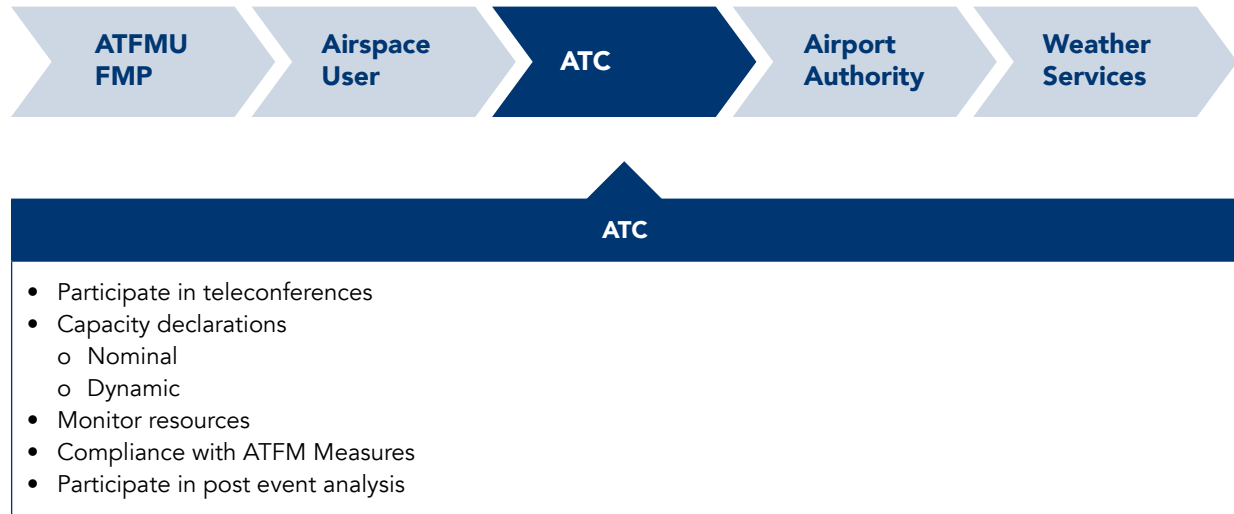 ATFMU
FMP
Airspace
User
ATC
Airport
Authority
Weather
Services
ATC
• Participate in teleconferences
• Capacity declarations
o Nominal
o Dynamic
• Monitor resources
• Compliance with ATFM Measures
• Participate in post event analysis